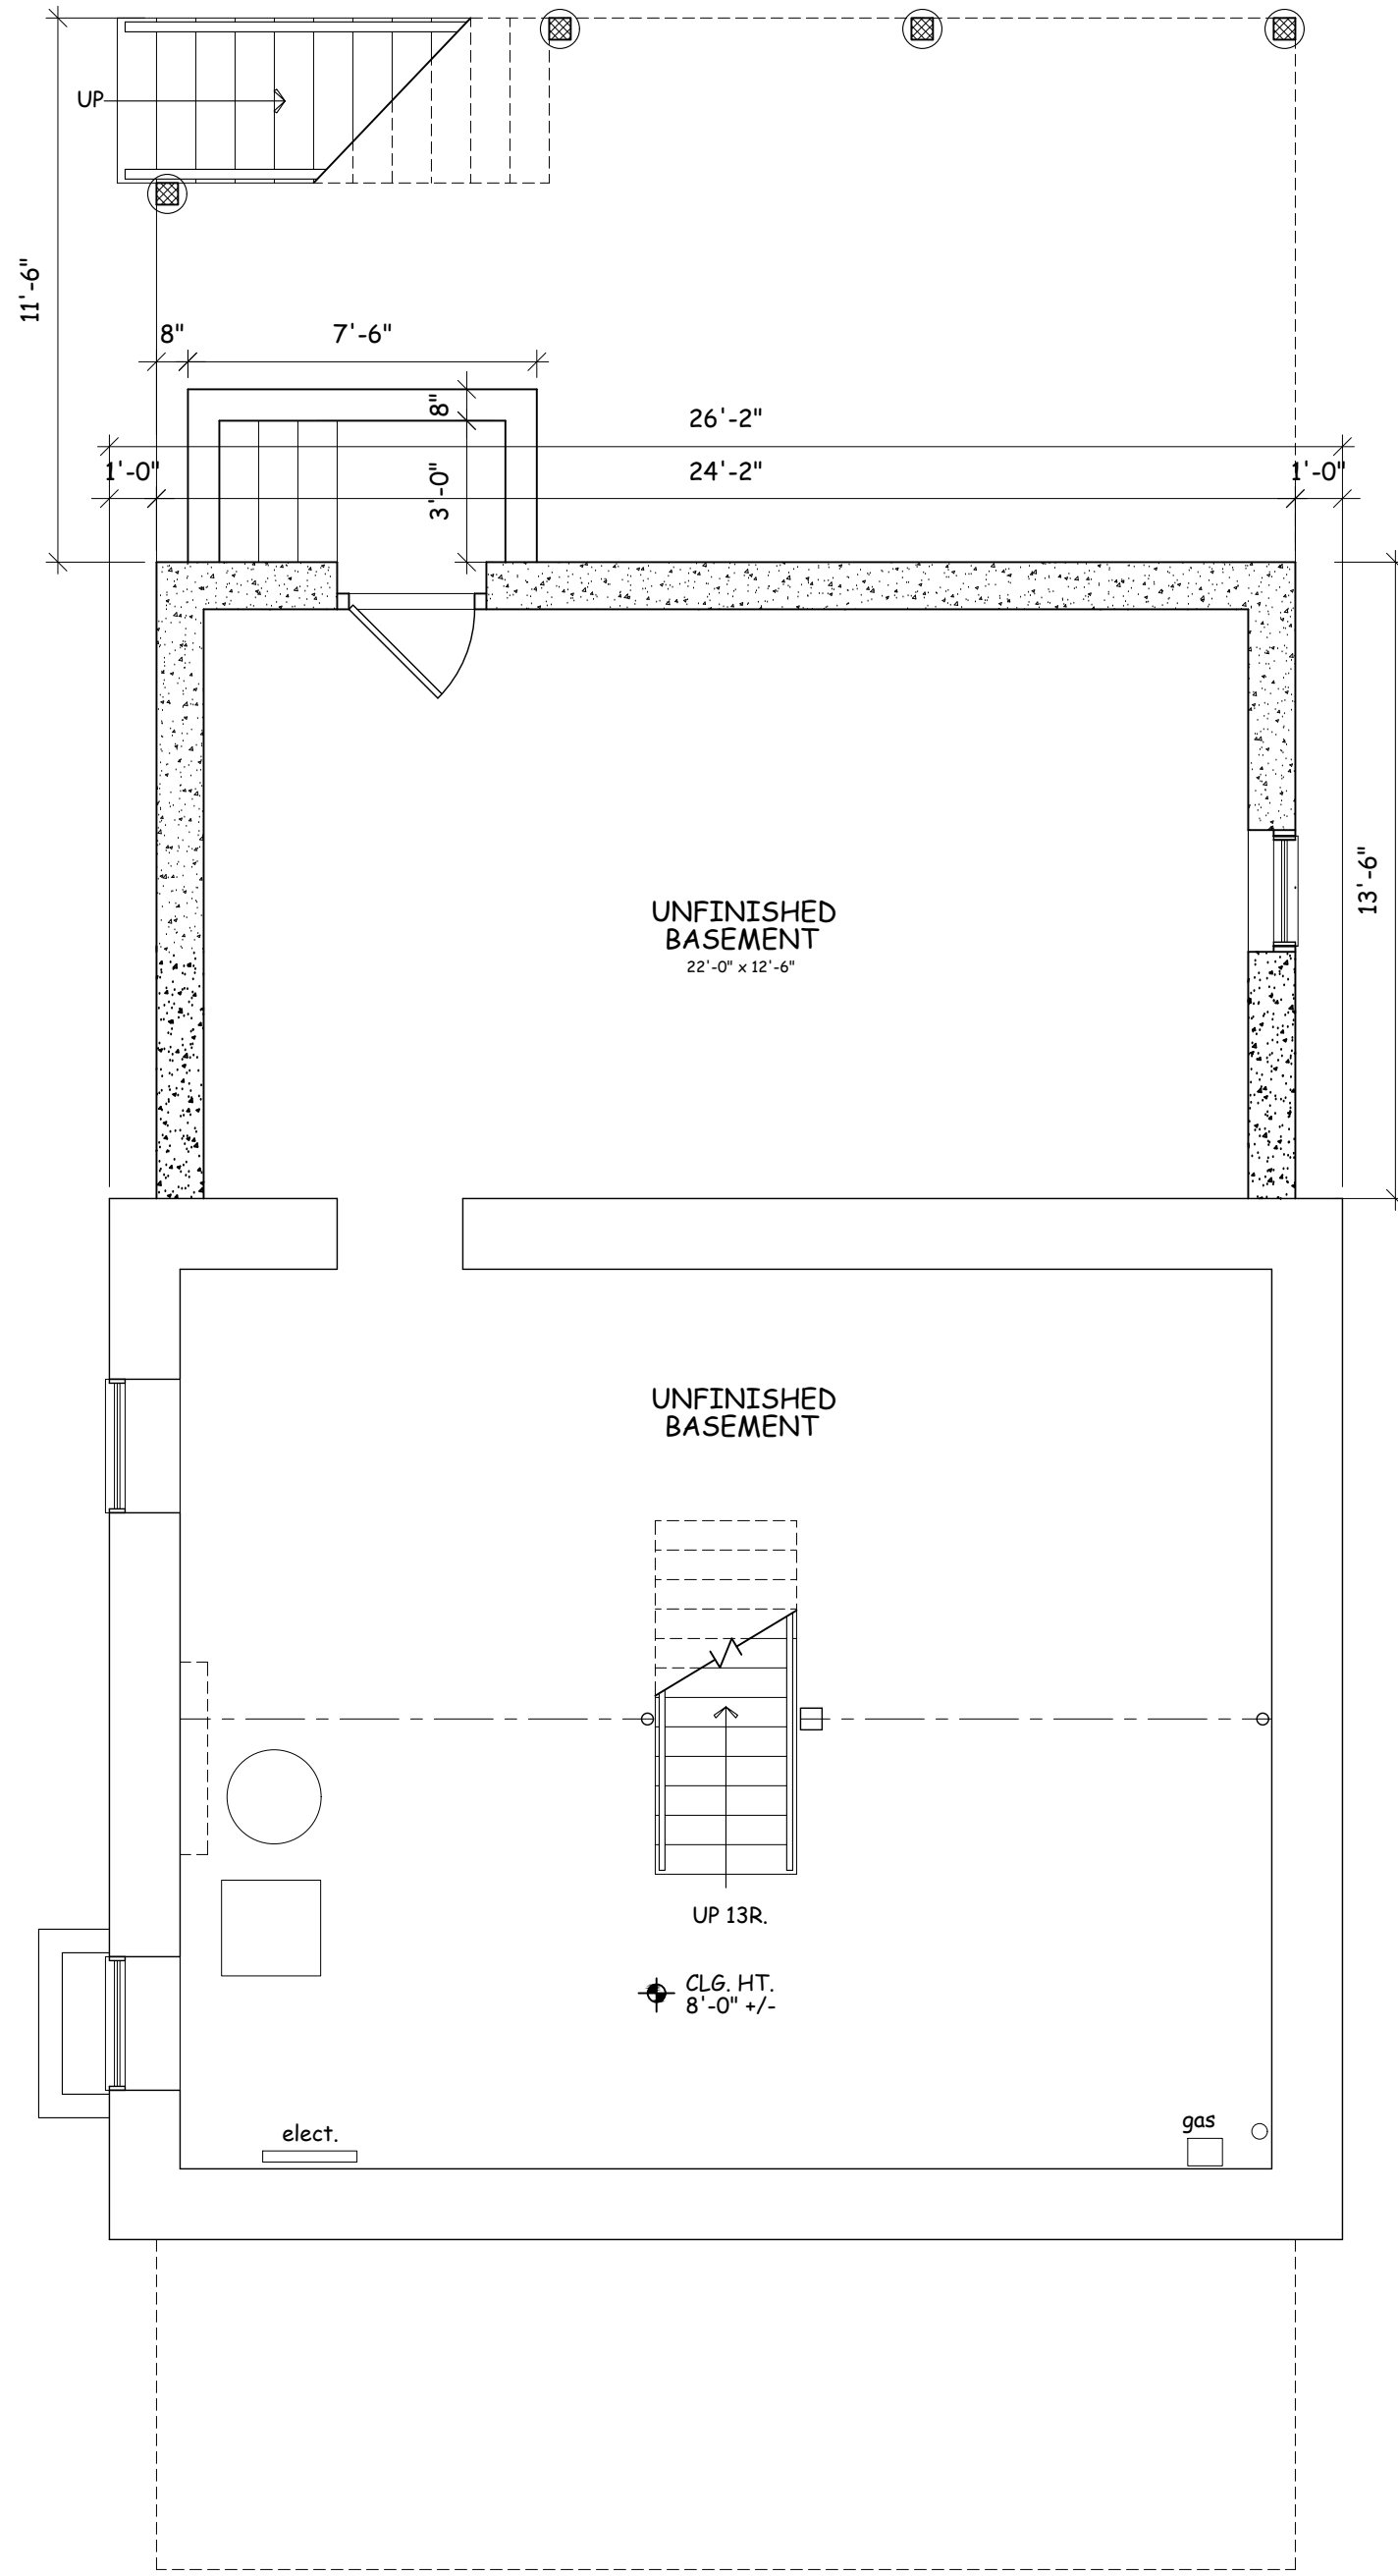 UP
11'-6"
8"
7'-6"
8"
26'-2"
1'-0"
3'-0"
24'-2"
1'-0"
13'-6"
UNFINISHED
BASEMENT
22'-0" x 12'-6"
UNFINISHED
BASEMENT
UP 13R.
CLG. HT.
8'-0" +/-
elect.
gas